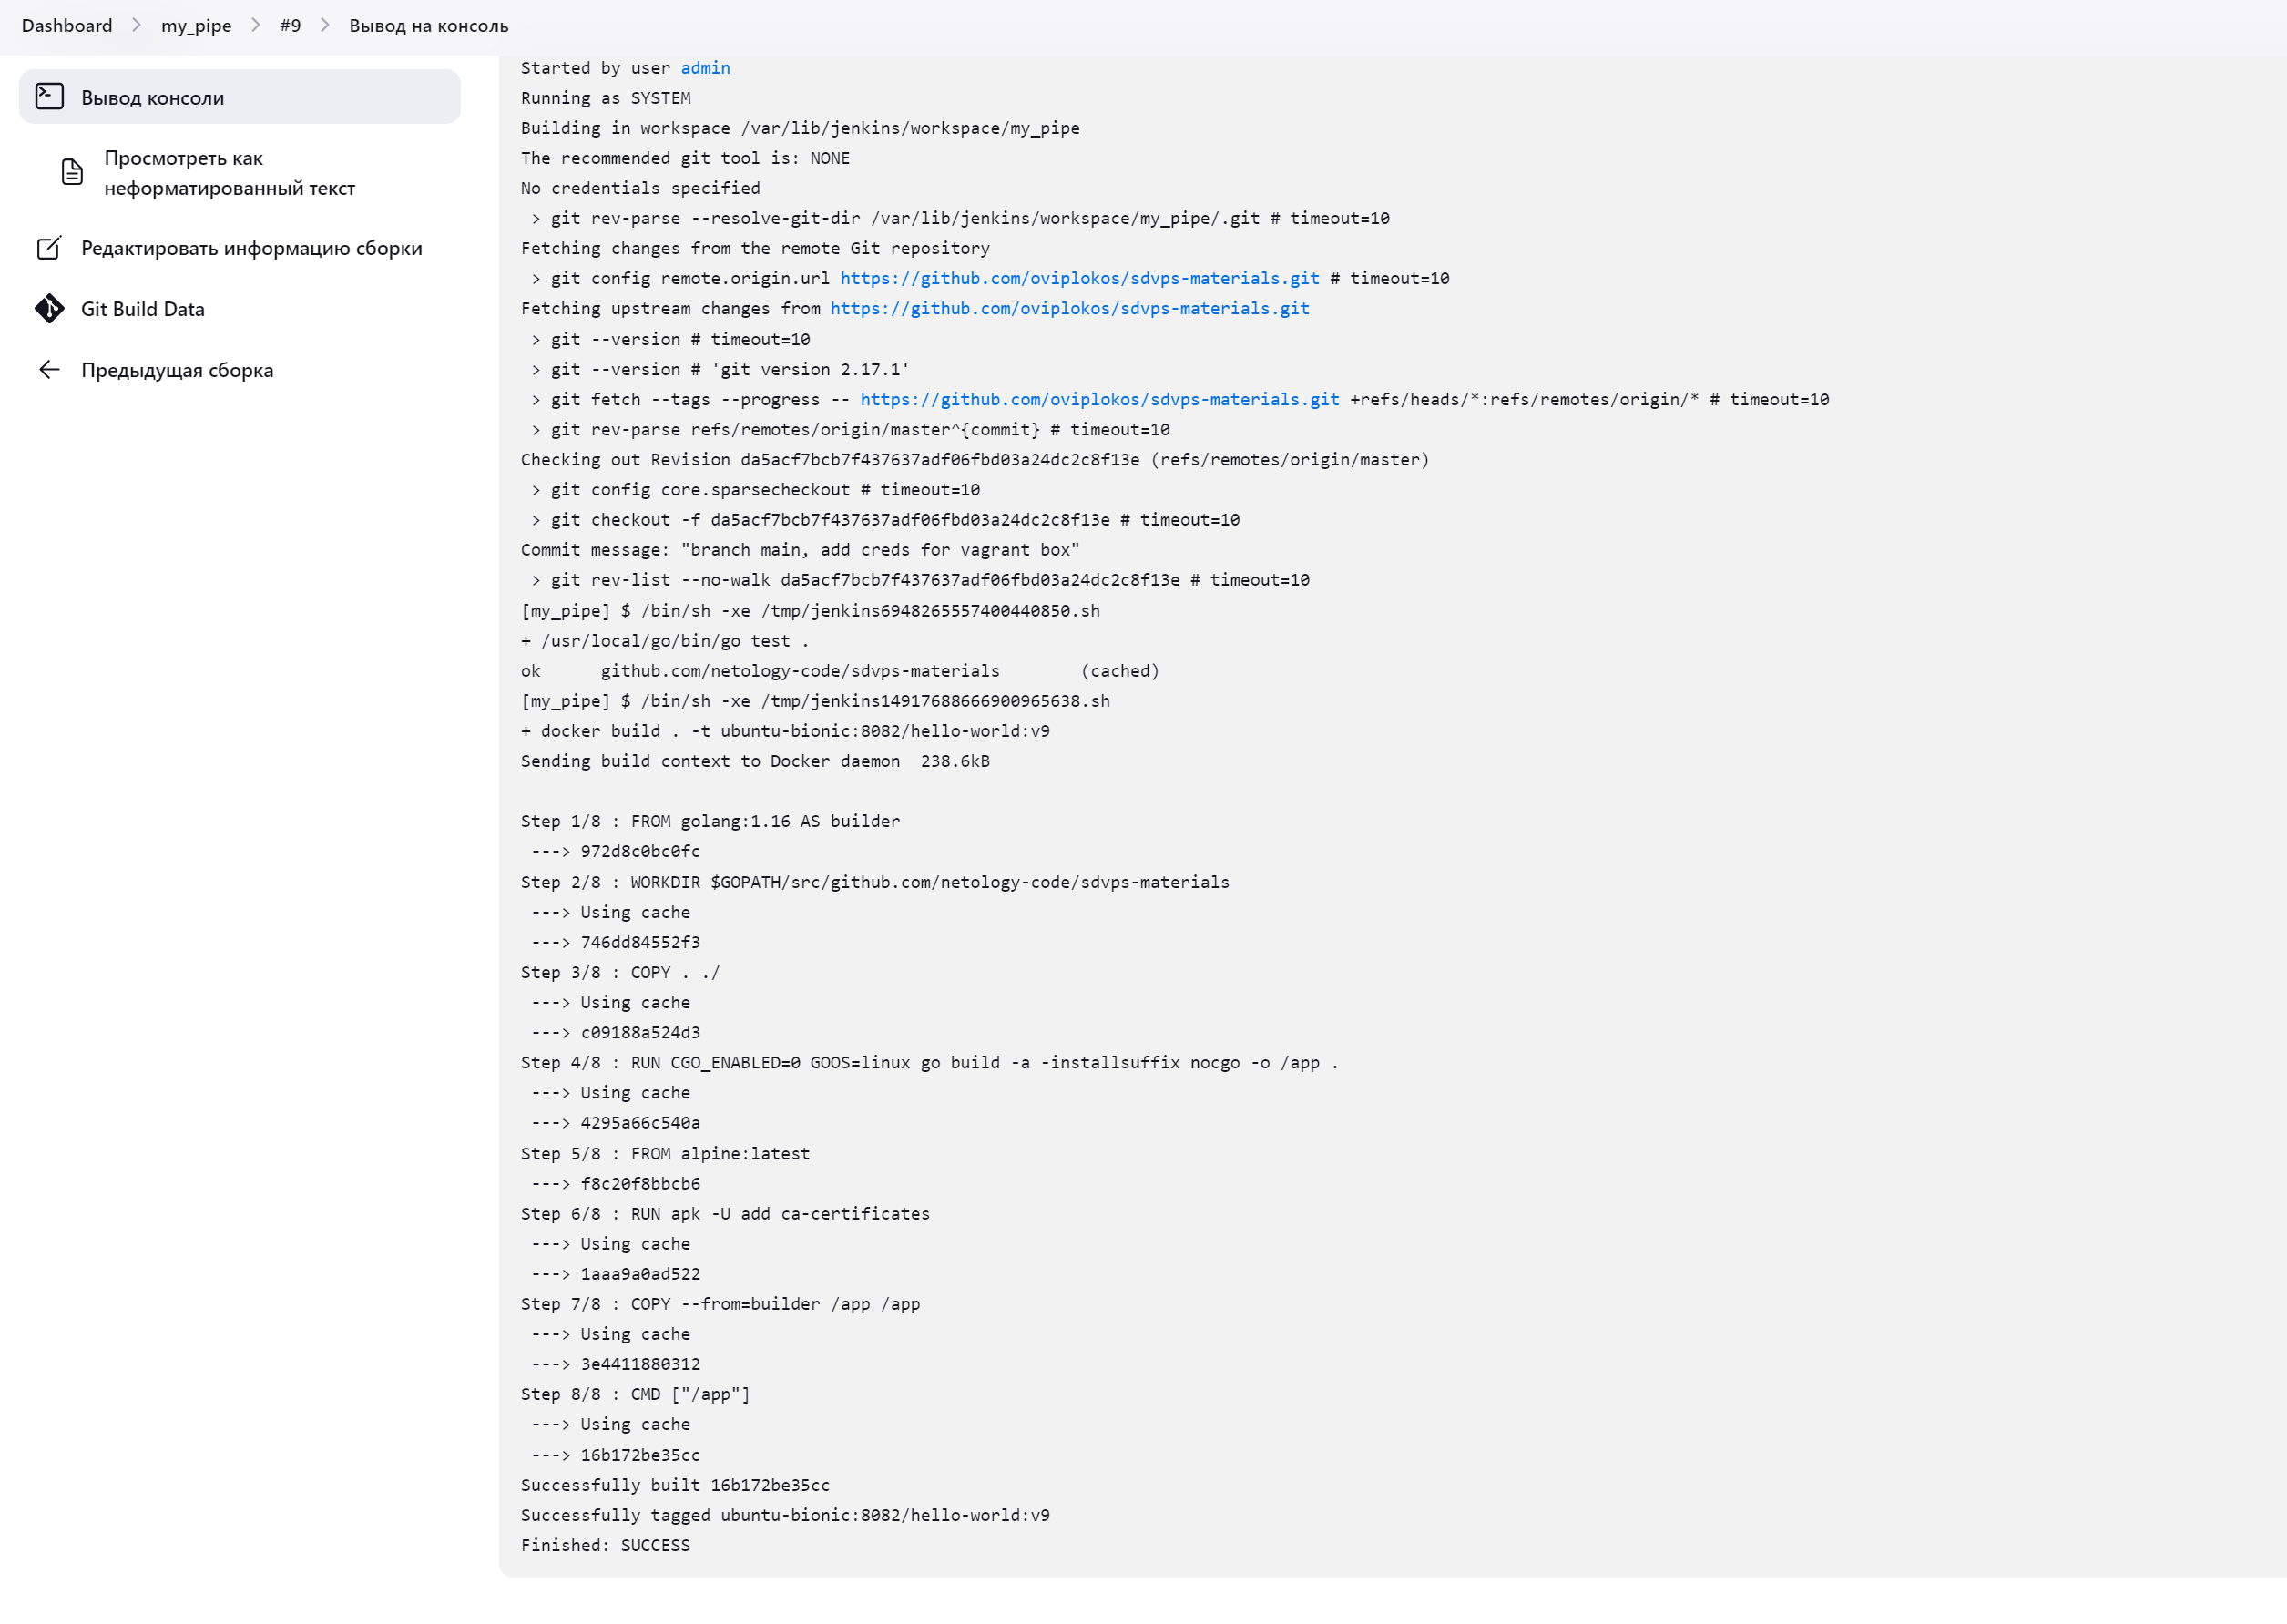 Dashboard > my_pipe > #9 > Вывод на консоль
Вывод консоли
Просмотреть как
неформатированный текст
Редактировать информацию сборки
Git Build Data
Предыдущая сборка
Started by user admin
Running as SYSTEM
Building in workspace /var/lib/jenkins/workspace/my_pipe
The recommended git tool is: NONE
No credentials specified
 > git rev-parse --resolve-git-dir /var/lib/jenkins/workspace/my_pipe/.git # timeout=10
Fetching changes from the remote Git repository
 > git config remote.origin.url https://github.com/oviplokos/sdvps-materials.git # timeout=10
Fetching upstream changes from https://github.com/oviplokos/sdvps-materials.git
 > git --version # timeout=10
 > git --version # 'git version 2.17.1'
 > git fetch --tags --progress -- https://github.com/oviplokos/sdvps-materials.git +refs/heads/*:refs/remotes/origin/* # timeout=10
 > git rev-parse refs/remotes/origin/master^{commit} # timeout=10
Checking out Revision da5acf7bcb7f437637adf06fbd03a24dc2c8f13e (refs/remotes/origin/master)
 > git config core.sparsecheckout # timeout=10
 > git checkout -f da5acf7bcb7f437637adf06fbd03a24dc2c8f13e # timeout=10
Commit message: "branch main, add creds for vagrant box"
 > git rev-list --no-walk da5acf7bcb7f437637adf06fbd03a24dc2c8f13e # timeout=10
[my_pipe] $ /bin/sh -xe /tmp/jenkins6948265557400440850.sh
+ /usr/local/go/bin/go test .
ok      github.com/netology-code/sdvps-materials        (cached)
[my_pipe] $ /bin/sh -xe /tmp/jenkins14917688666900965638.sh
+ docker build . -t ubuntu-bionic:8082/hello-world:v9
Sending build context to Docker daemon  238.6kB
Step 1/8 : FROM golang:1.16 AS builder
 ---> 972d8c0bc0fc
Step 2/8 : WORKDIR $GOPATH/src/github.com/netology-code/sdvps-materials
 ---> Using cache
 ---> 746dd84552f3
Step 3/8 : COPY . ./
 ---> Using cache
 ---> c09188a524d3
Step 4/8 : RUN CGO_ENABLED=0 GOOS=linux go build -a -installsuffix nocgo -o /app .
 ---> Using cache
 ---> 4295a66c540a
Step 5/8 : FROM alpine:latest
 ---> f8c20f8bbcb6
Step 6/8 : RUN apk -U add ca-certificates
 ---> Using cache
 ---> 1aaa9a0ad522
Step 7/8 : COPY --from=builder /app /app
 ---> Using cache
 ---> 3e4411880312
Step 8/8 : CMD ["/app"]
 ---> Using cache
 ---> 16b172be35cc
Successfully built 16b172be35cc
Successfully tagged ubuntu-bionic:8082/hello-world:v9
Finished: SUCCESS